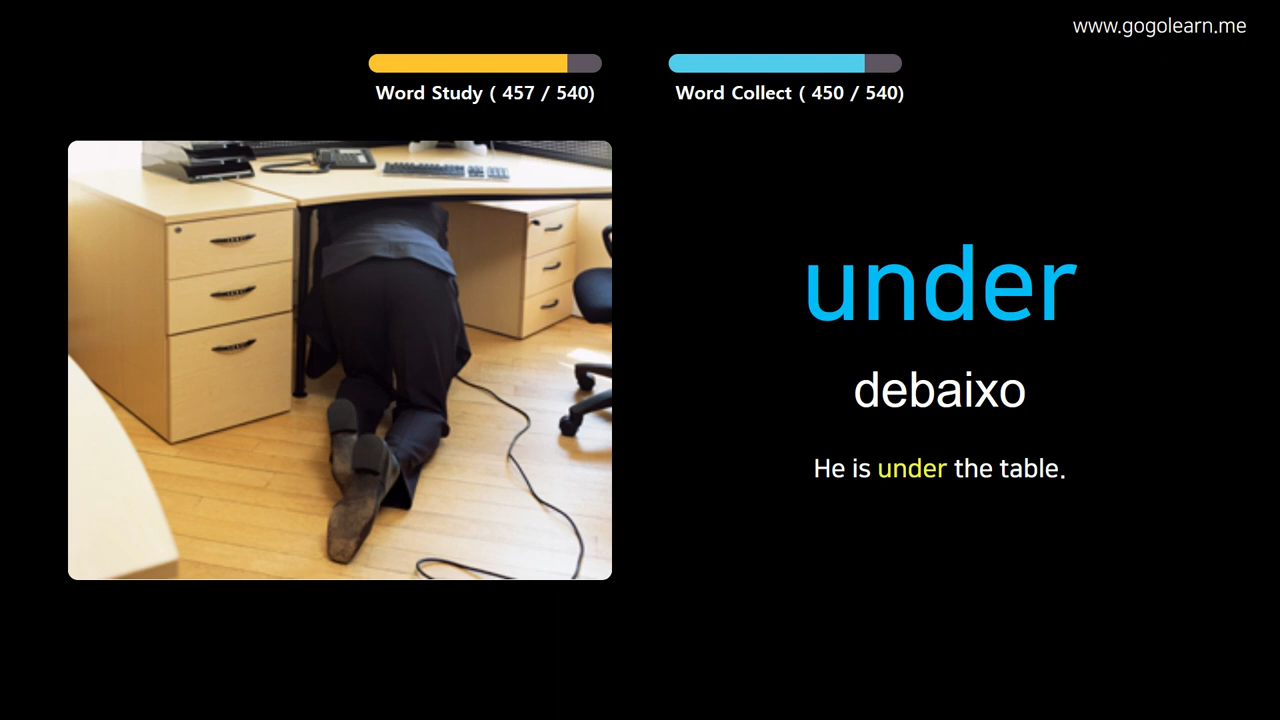 www.gogolearn.me
Word Study ( 457 / 540)
Word Collect ( 450 / 540)
under
debaixo
He is under the table.